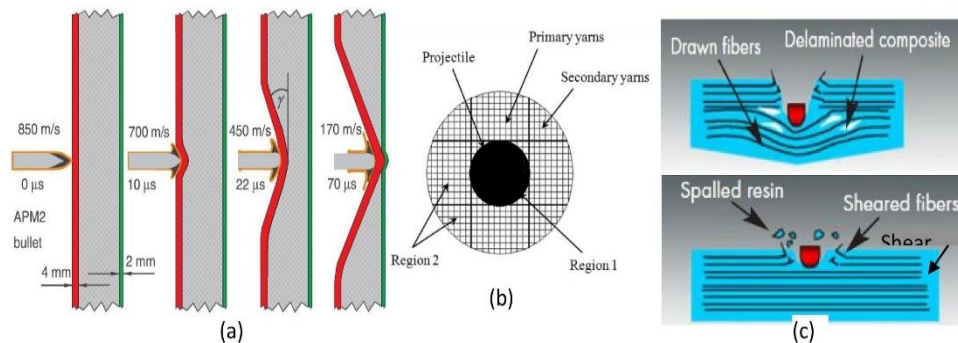 850 m/s
0 μs
APM2
bullet
4 mm
2 mm
700 m/s
10 μs
450 m/s
γ
22 μs
170 m/s
70 μs
(a)
Primary yarns
Projectile
Secondary yarns
Region 2
Region 1
(b)
Drawn fibers
Delaminated composite
Spalled resin
Sheared fibers
Shear
(c)